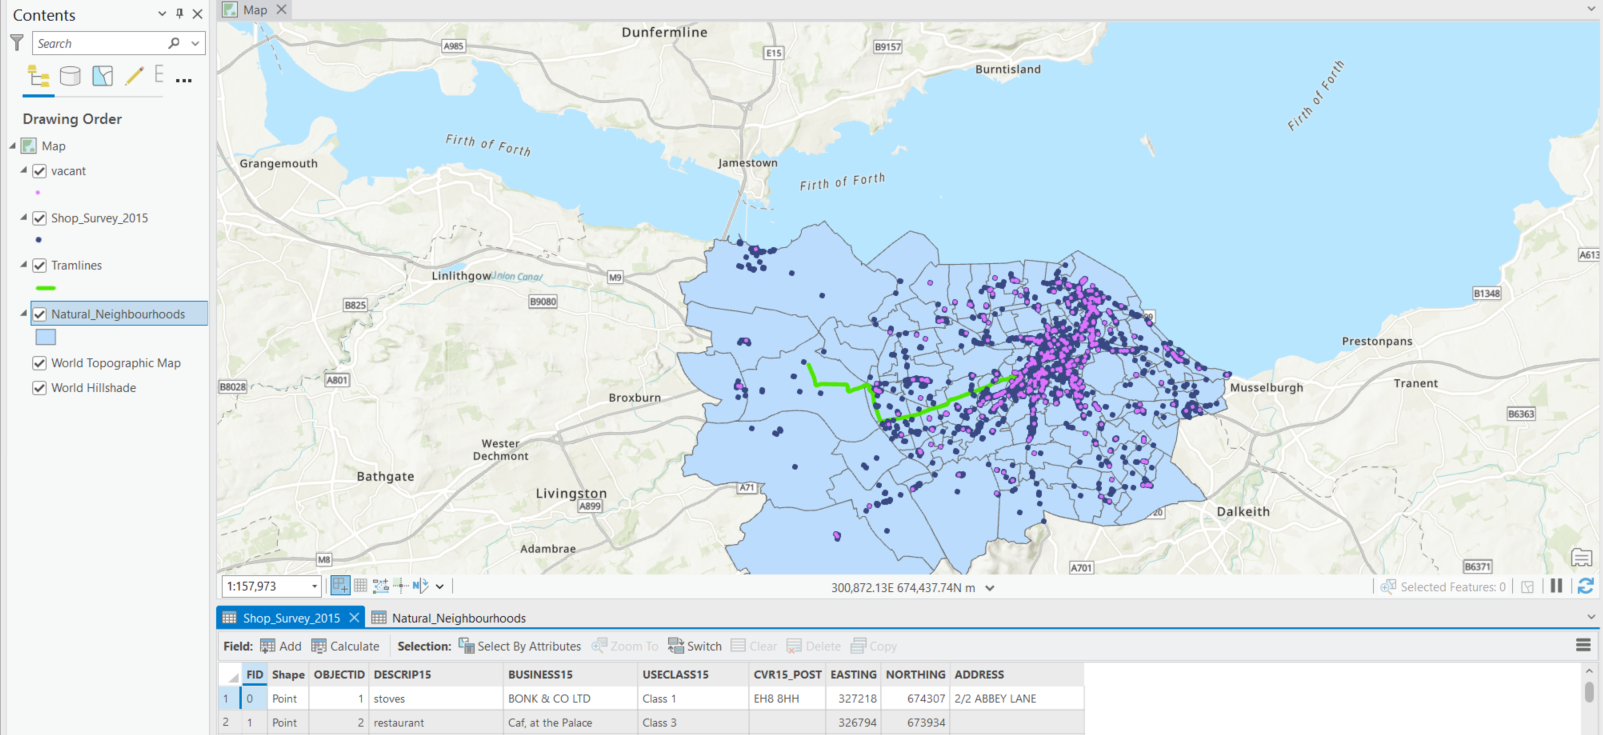 Contents
Search
Drawing Order
Map
vacant
Shop_Survey_2015
Tramlines
Natural_Neighbourhoods
World Topographic Map
World Hillshade
Map
Dunfermline
A985
E15
B9157
Burntisland
Firth of Forth
Firth of Forth
Grangemouth
Jamestown
Firth of Forth
A613
Linlithgow
Union Canal
M9
B825
B9080
B1348
Prestonpans
B8028
A801
Broxburn
Musselburgh
Tranent
B6363
Wester
Dechmont
Bathgate
Livingston
A71
A899
Dalkeith
20
Adambrae
M8
A701
B6371
1:157,973
300,872.13E 674,437.74N m
Selected Features: 0
Shop_Survey_2015
Natural_Neighbourhoods
Field: Add Calculate Selection: Select By Attributes Zoom To Switch Clear Delete Copy
FID Shape OBJECTID DESCRIP15 BUSINESS15 USECLASS15 CVR15_POST EASTING NORTHING ADDRESS
1 0 Point 1 stoves BONK & CO LTD Class 1 EH8 8HH 327218 674307 2/2 ABBEY LANE
2 1 Point 2 restaurant Caf, at the Palace Class 3 326794 673934